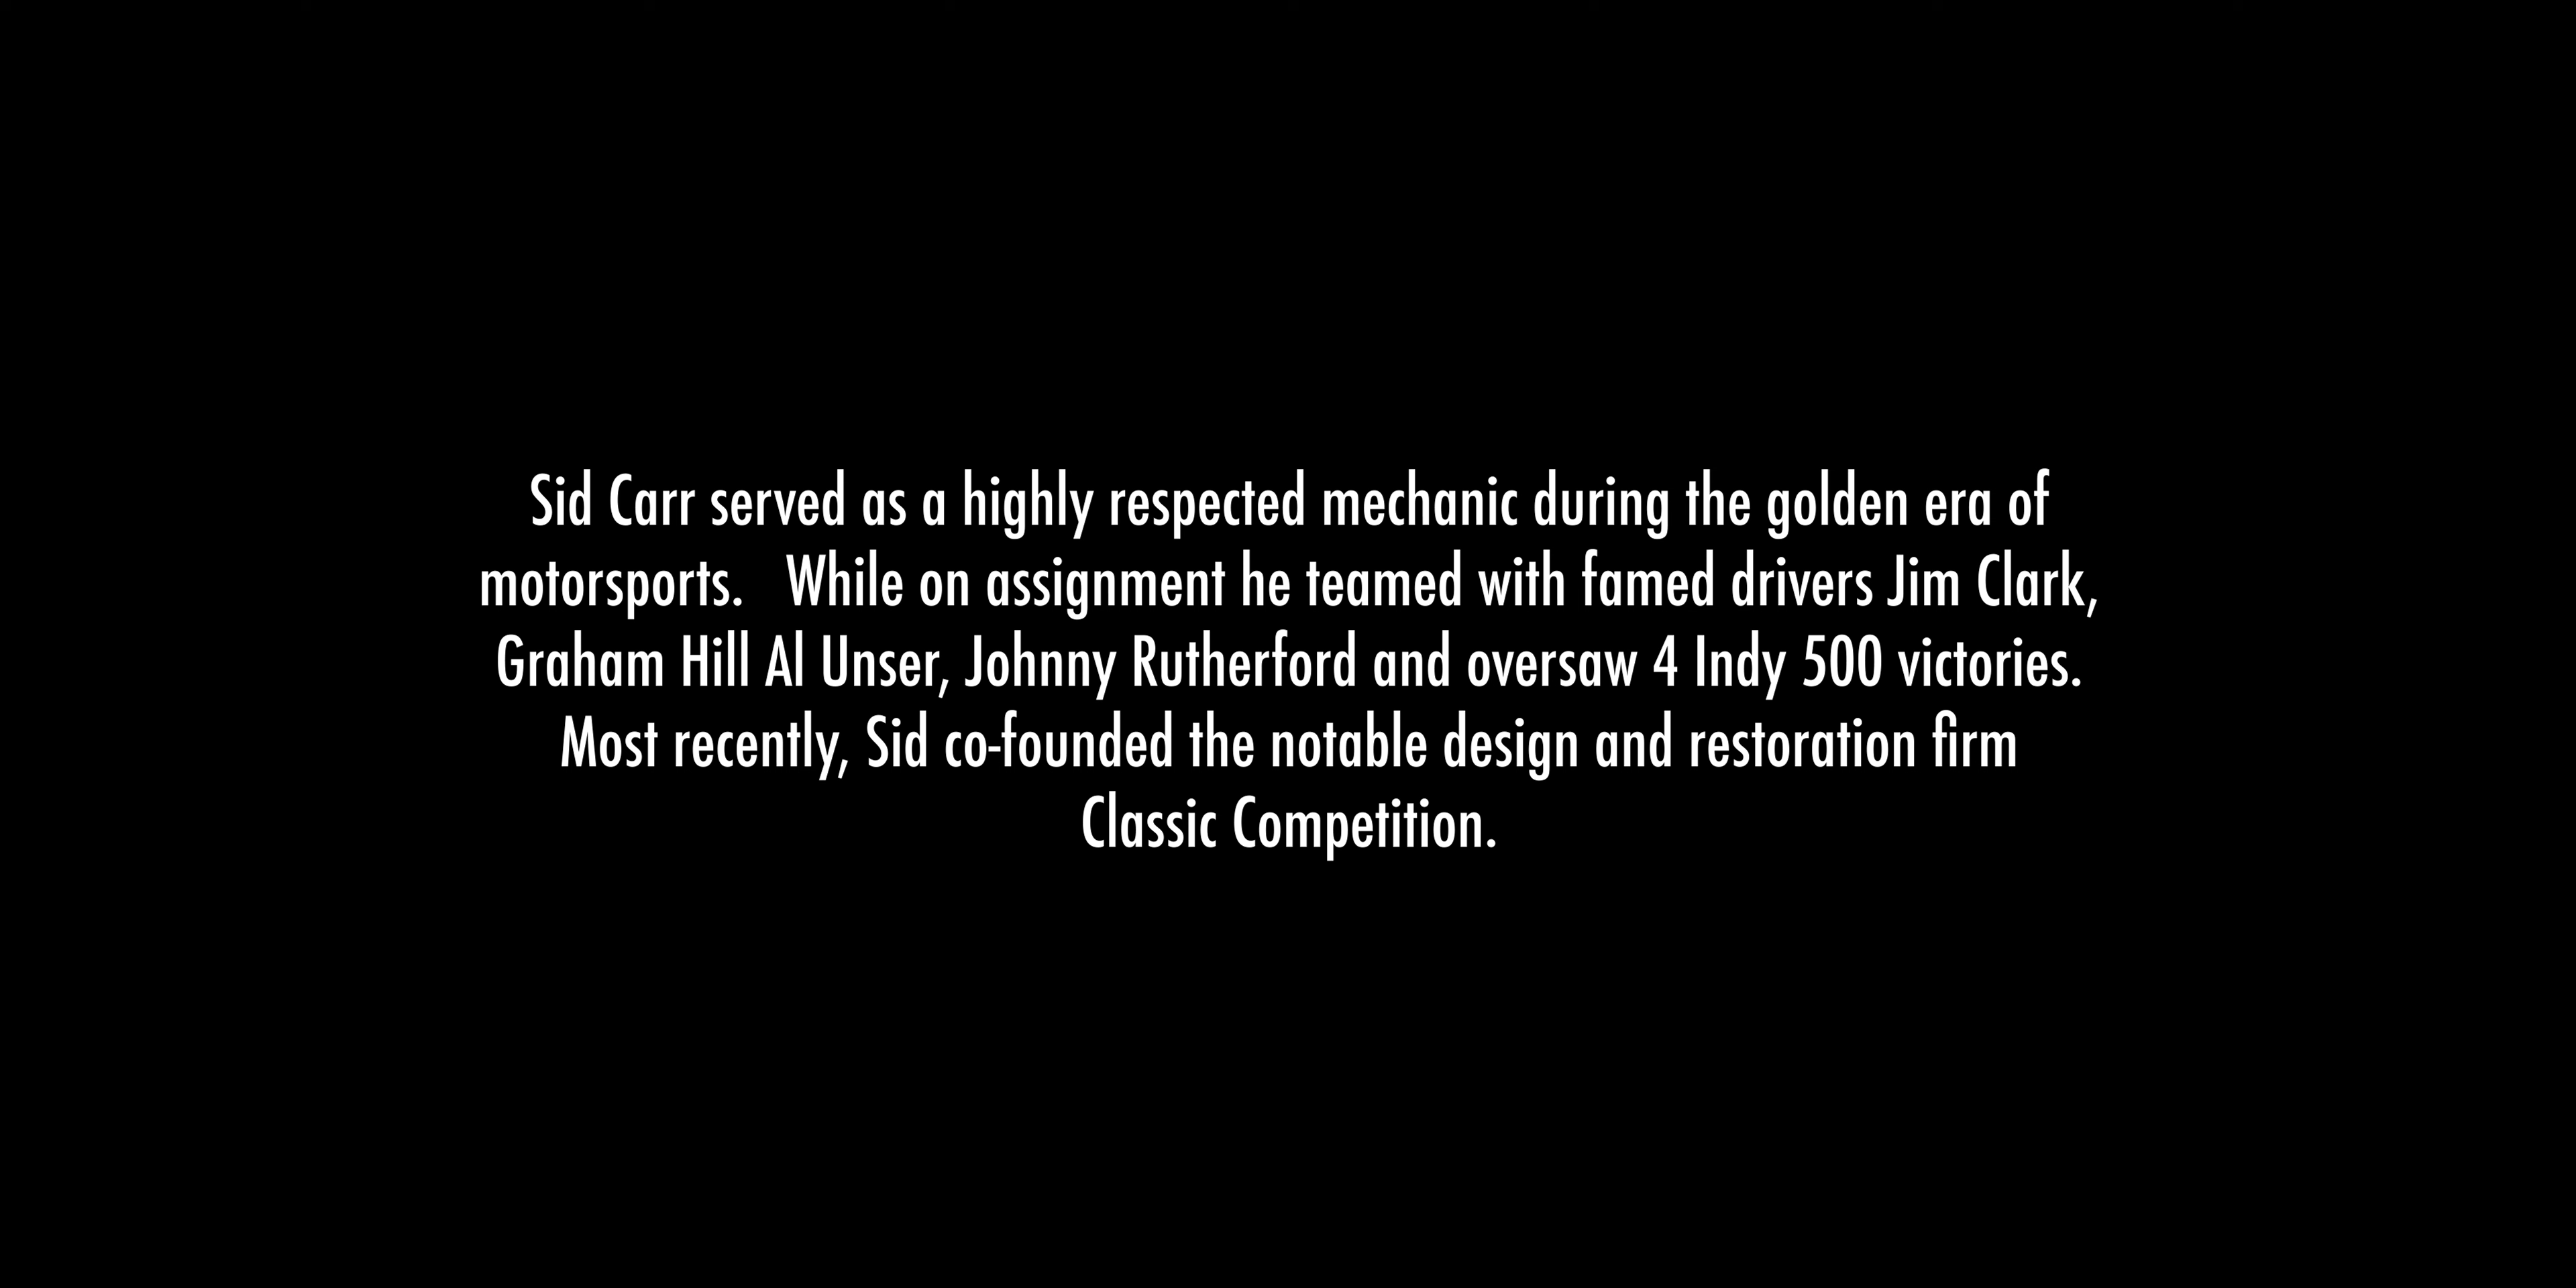 Sid Carr served as a highly respected mechanic during the golden era of
motorsports.   While on assignment he teamed with famed drivers Jim Clark,
Graham Hill Al Unser, Johnny Rutherford and oversaw 4 Indy 500 victories.
Most recently, Sid co-founded the notable design and restoration firm
Classic Competition.